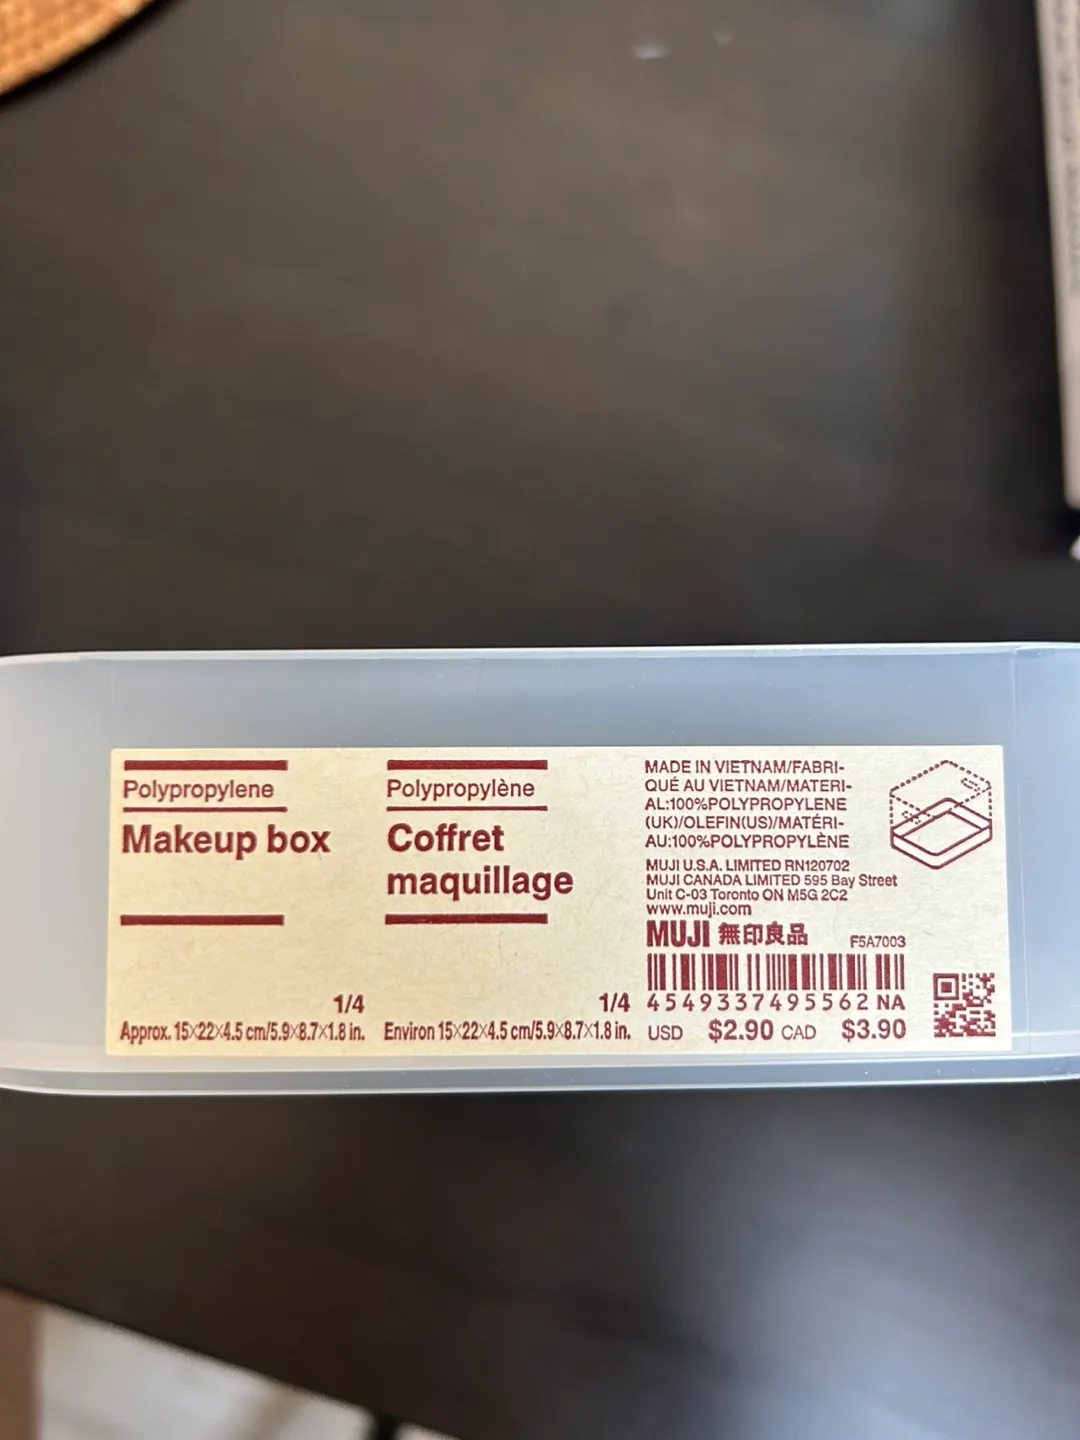 Polypropylene
Makeup box
1/4
Approx. 15×22×4.5 cm/5.9×8.7×1.8 in.
Polypropylène
Coffret
maquillage
1/4
Environ 15×22×4.5 cm/5.9×8.7×1.8 in.
MADE IN VIETNAM/FABRI-
QUÉ AU VIETNAM/MATERI-
AL:100%POLYPROPYLENE
(UK)/OLEFIN(US)/MATÉRI-
AU:100%POLYPROPYLÈNE
MUJI U.S.A. LIMITED RN120702
MUJI CANADA LIMITED 595 Bay Street
Unit C-03 Toronto ON M5G 2C2
www.muji.com
MUJI 無印良品 F5A7003
4549337495562 NA
USD $2.90 CAD $3.90